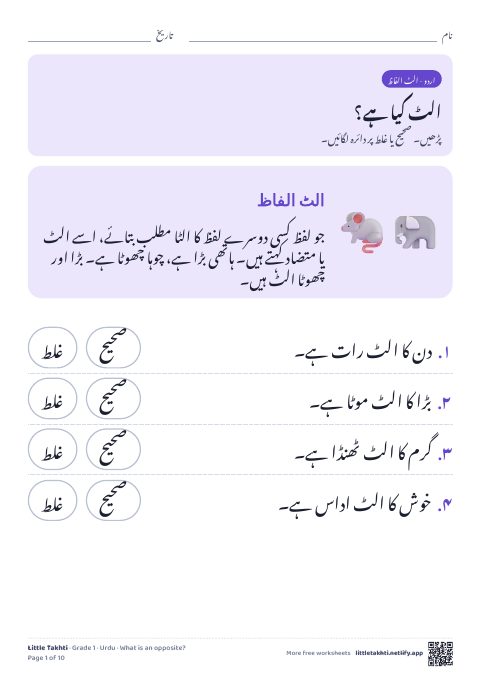 نام تاریخ
اردو · الٹ الفاظ
الٹ کیا ہے؟
پڑھیں۔ صحیح یا غلط پر دائرہ لگائیں۔
الٹ الفاظ
جو لفظ کسی دوسرے لفظ کا الٹا مطلب بتائے، اسے الٹ
یا متضاد کہتے ہیں۔ ہاتھی بڑا ہے، چوہا چھوٹا ہے۔ بڑا اور
چھوٹا الٹ ہیں۔
۱. دن کا الٹ رات ہے۔ صحیح غلط
۲. بڑا کا الٹ موٹا ہے۔ صحیح غلط
۳. گرم کا الٹ ٹھنڈا ہے۔ صحیح غلط
۴. خوش کا الٹ اداس ہے۔ صحیح غلط
Little Takhti · Grade 1 · Urdu · What is an opposite?
Page 1 of 10
More free worksheets littletakhti.netlify.app